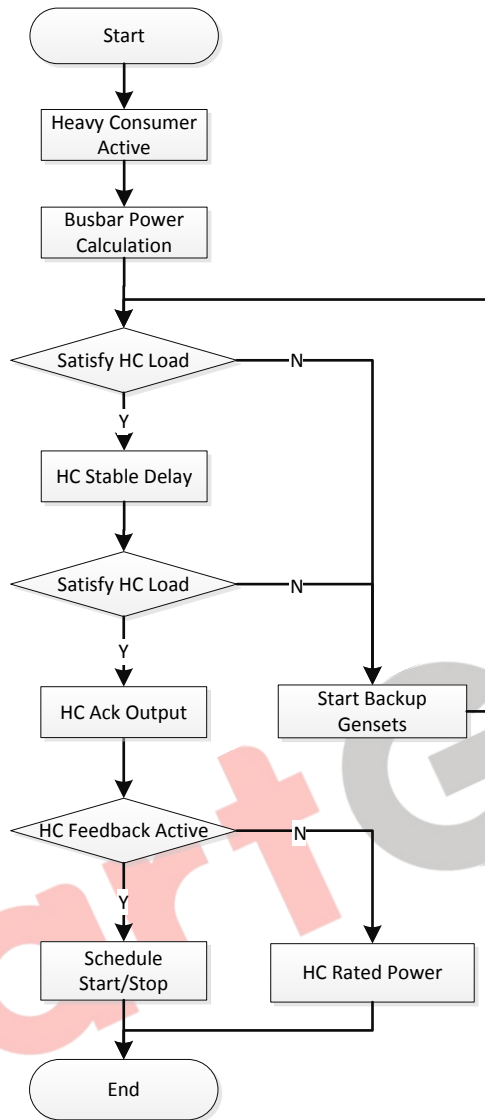 Start
Heavy Consumer
Active
Busbar Power
Calculation
Satisfy HC Load
N
Y
HC Stable Delay
Satisfy HC Load
N
Y
HC Ack Output
Start Backup
Gensets
HC Feedback Active
N
Y
Schedule
Start/Stop
HC Rated Power
End